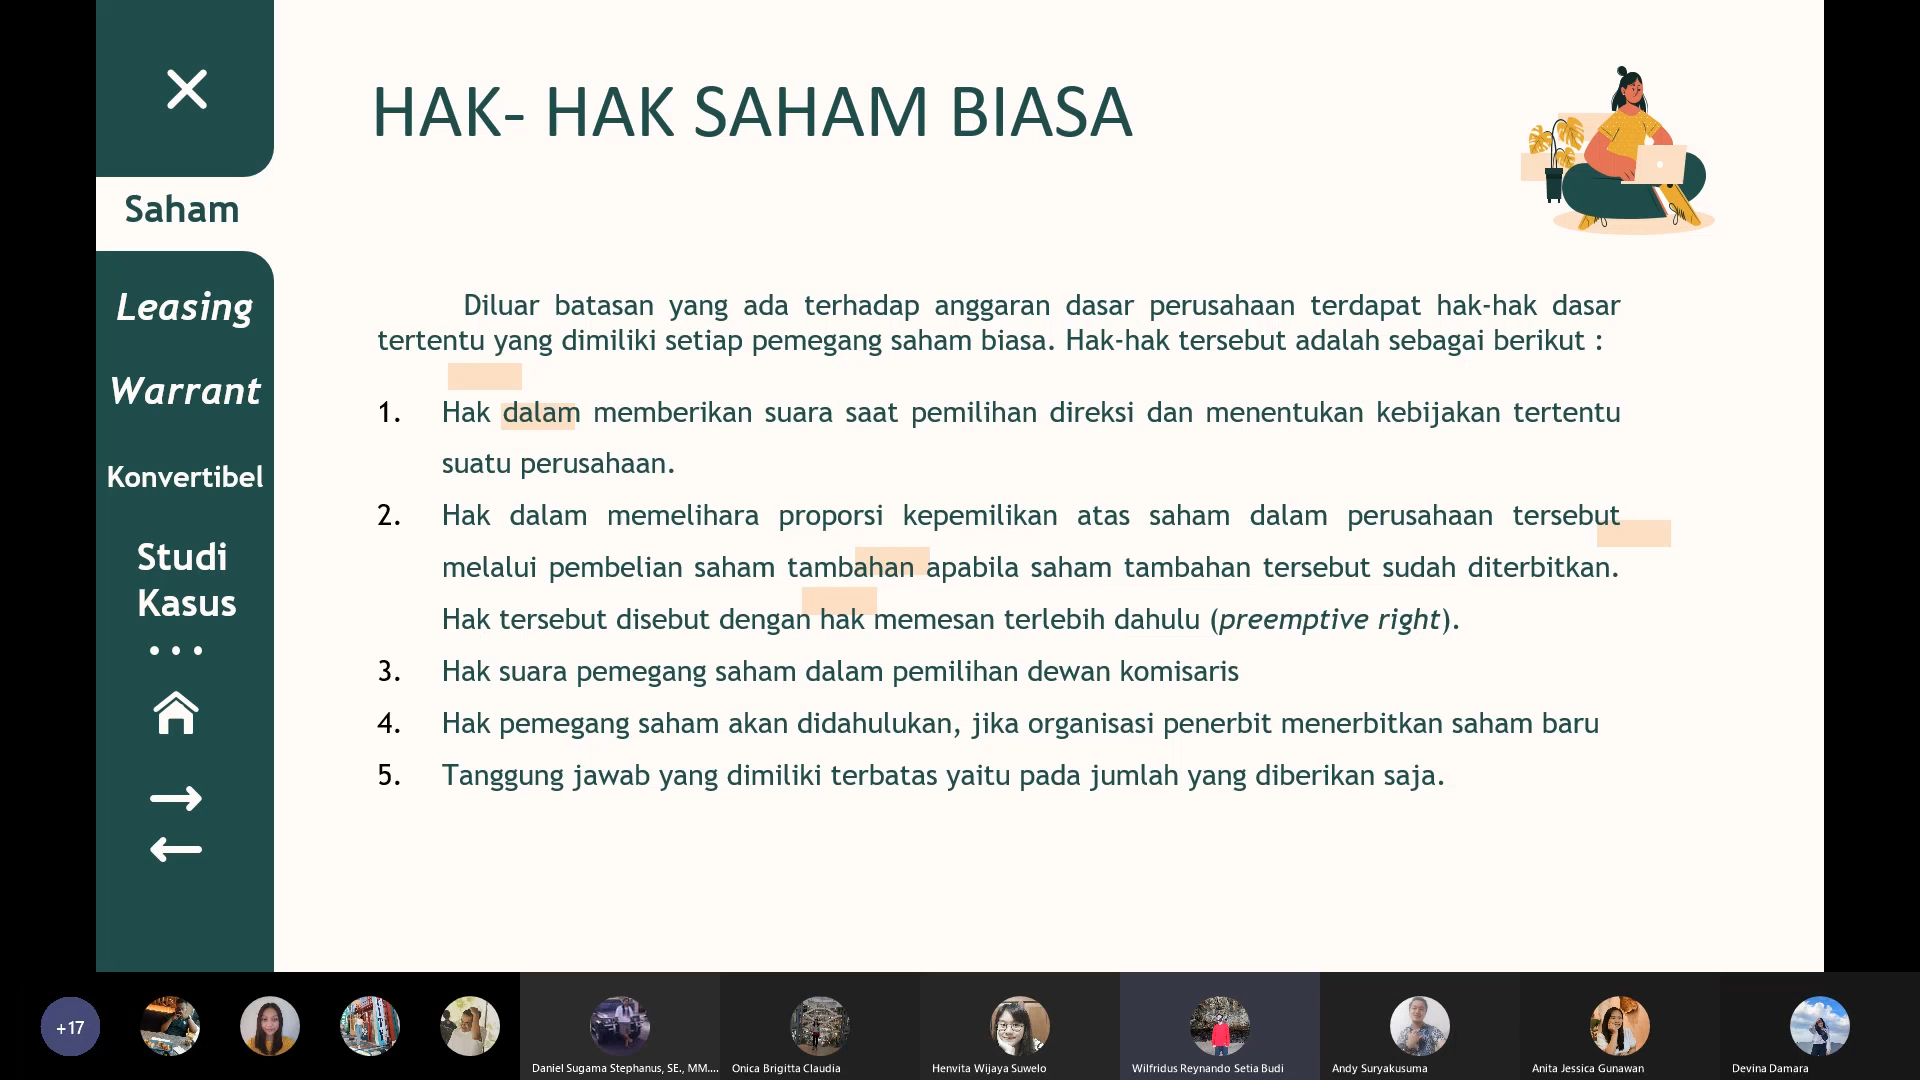 HAK- HAK SAHAM BIASA
Saham
Leasing
Warrant
Konvertibel
Studi
Kasus
Diluar batasan yang ada terhadap anggaran dasar perusahaan terdapat hak-hak dasar
tertentu yang dimiliki setiap pemegang saham biasa. Hak-hak tersebut adalah sebagai berikut :
1. Hak dalam memberikan suara saat pemilihan direksi dan menentukan kebijakan tertentu
suatu perusahaan.
2. Hak dalam memelihara proporsi kepemilikan atas saham dalam perusahaan tersebut
melalui pembelian saham tambahan apabila saham tambahan tersebut sudah diterbitkan.
Hak tersebut disebut dengan hak memesan terlebih dahulu (preemptive right).
3. Hak suara pemegang saham dalam pemilihan dewan komisaris
4. Hak pemegang saham akan didahulukan, jika organisasi penerbit menerbitkan saham baru
5. Tanggung jawab yang dimiliki terbatas yaitu pada jumlah yang diberikan saja.
+17
Daniel Sugama Stephanus, SE., MM....
Onica Brigitta Claudia
Henvita Wijaya Suwelo
Wilfridus Reynando Setia Budi
Andy Suryakusuma
Anita Jessica Gunawan
Devina Damara